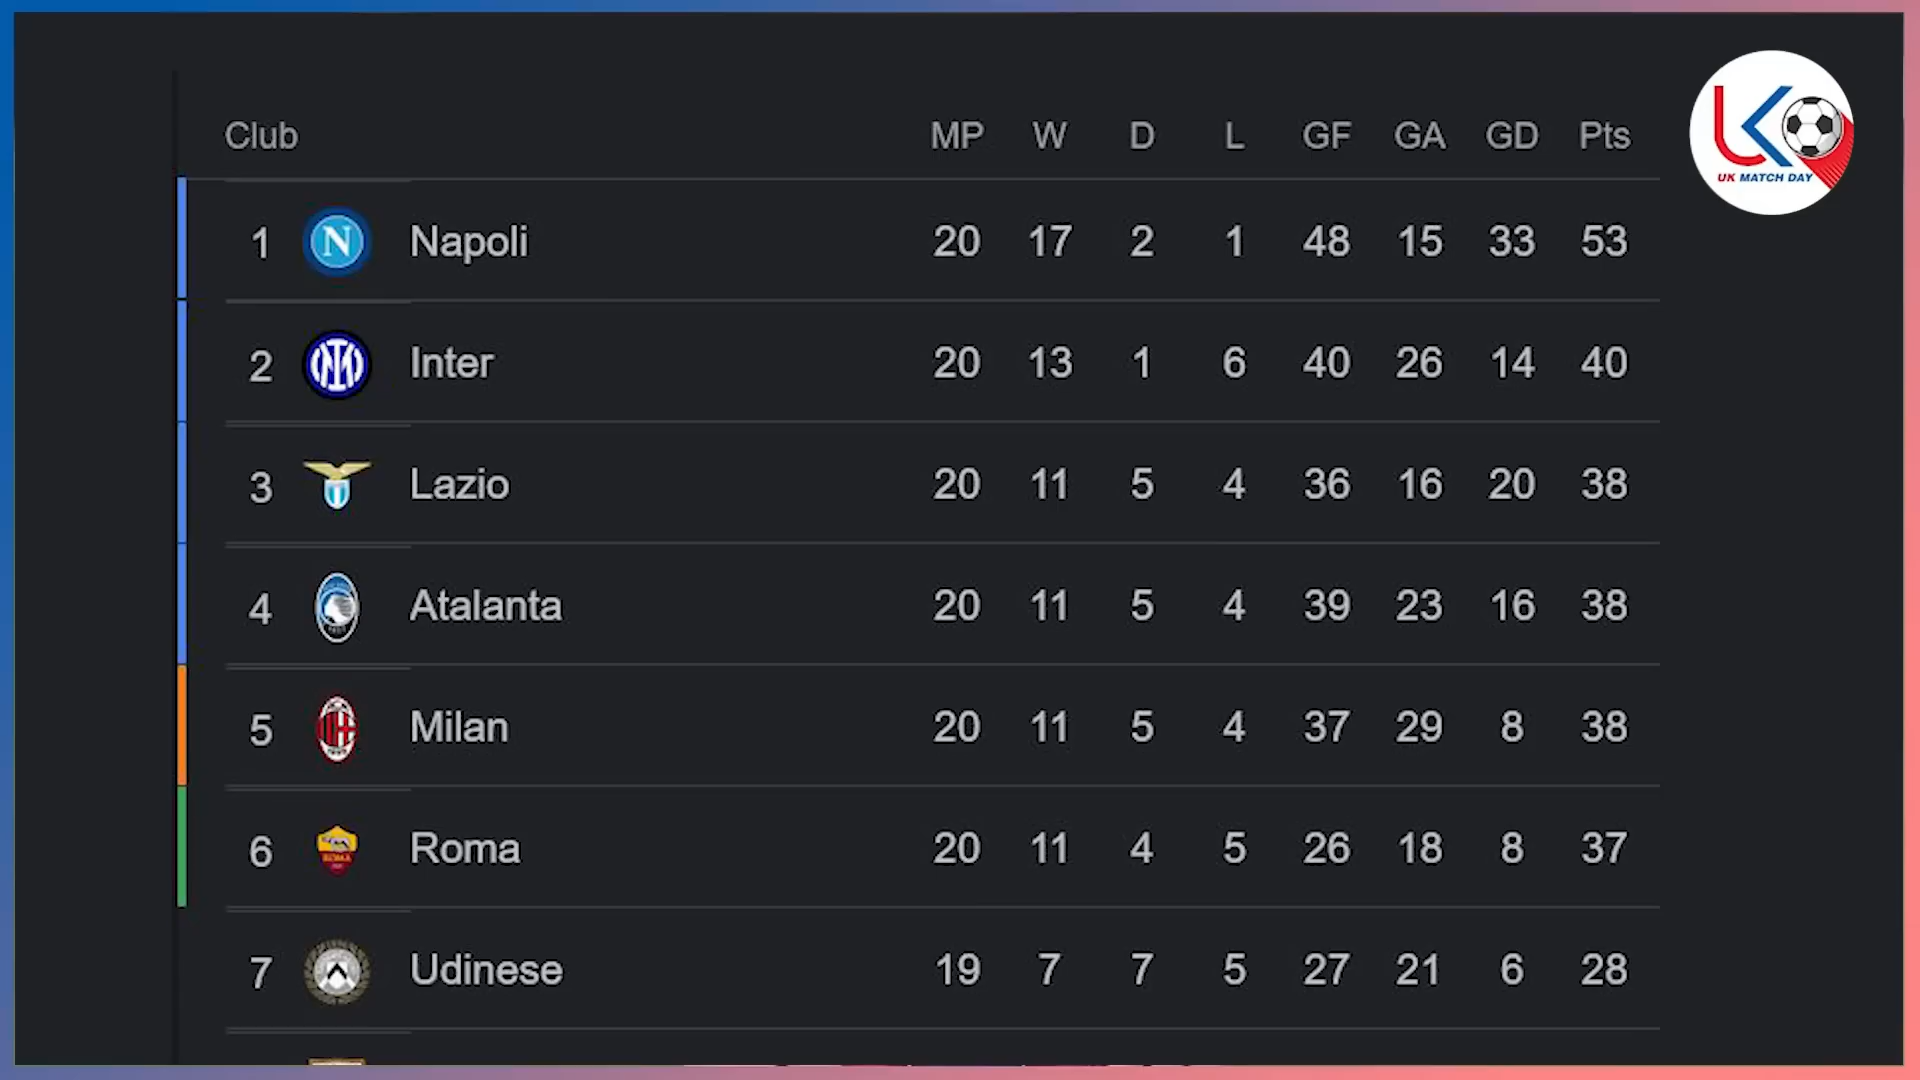 Club MP W D L GF GA GD Pts
UK
UK MATCH DAY
1 Napoli 20 17 2 1 48 15 33 53
2 Inter 20 13 1 6 40 26 14 40
3 Lazio 20 11 5 4 36 16 20 38
4 Atalanta 20 11 5 4 39 23 16 38
5 Milan 20 11 5 4 37 29 8 38
6 Roma 20 11 4 5 26 18 8 37
7 Udinese 19 7 7 5 27 21 6 28